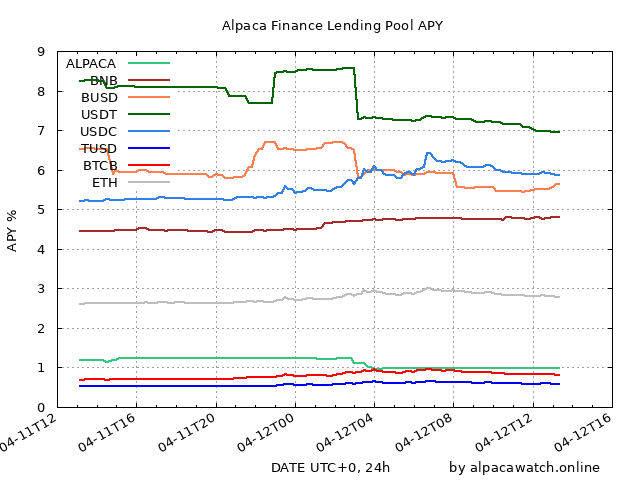 Alpaca Finance Lending Pool APY
9
8
7
6
5
4
3
2
1
0
APY %
ALPACA
BNB
BUSD
USDT
USDC
TUSD
BTCB
ETH
04-11T12
04-11T16
04-11T20
04-12T00
04-12T04
04-12T08
04-12T12
04-12T16
DATE UTC+0, 24h
by alpacawatch.online